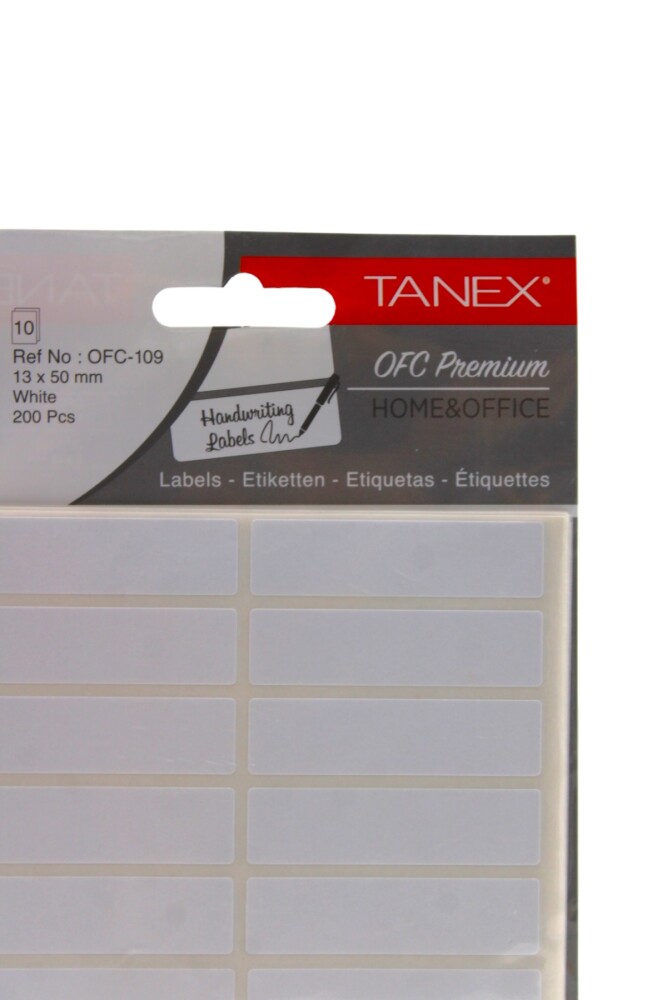 TANEX®
10
Ref No : OFC-109
13 x 50 mm
White
200 Pcs
OFC Premium
HOME&OFFICE
Handwriting
Labels
Labels - Etiketten - Etiquetas - Étiquettes